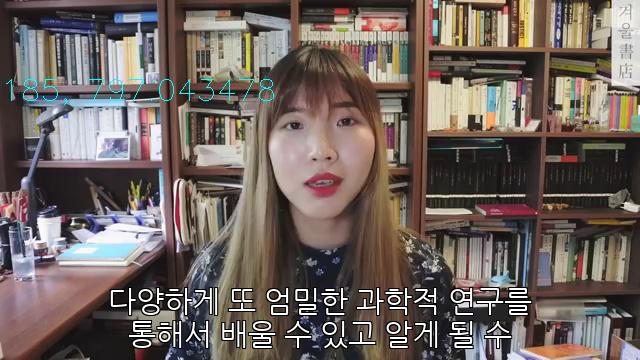 185, 797.043478
겨울書店
다양하게 또 엄밀한 과학적 연구를
통해서 배울 수 있고 알게 될 수